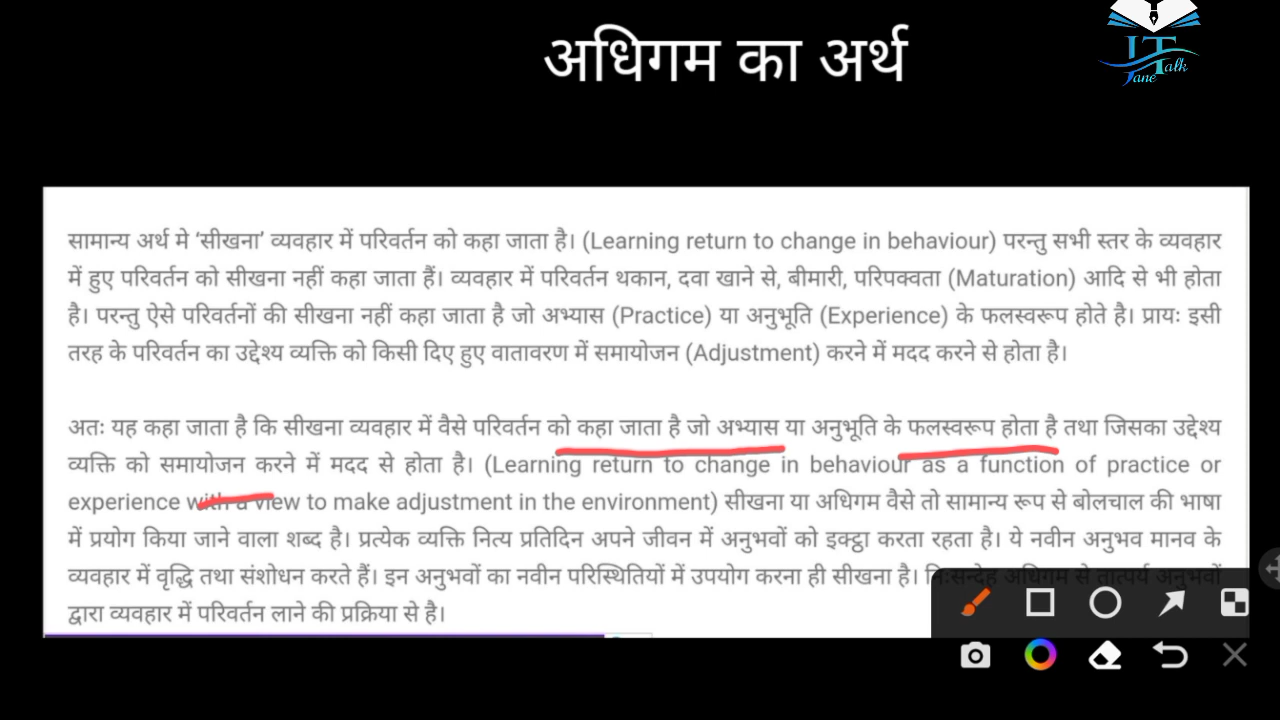 अधिगम का अर्थ
IT
Jane Talk
सामान्य अर्थ मे ‘सीखना’ व्यवहार में परिवर्तन को कहा जाता है। (Learning return to change in behaviour) परन्तु सभी स्तर के व्यवहार
में हुए परिवर्तन को सीखना नहीं कहा जाता हैं। व्यवहार में परिवर्तन थकान, दवा खाने से, बीमारी, परिपक्वता (Maturation) आदि से भी होता
है। परन्तु ऐसे परिवर्तनों की सीखना नहीं कहा जाता है जो अभ्यास (Practice) या अनुभूति (Experience) के फलस्वरूप होते है। प्रायः इसी
तरह के परिवर्तन का उद्देश्य व्यक्ति को किसी दिए हुए वातावरण में समायोजन (Adjustment) करने में मदद करने से होता है।
अतः यह कहा जाता है कि सीखना व्यवहार में वैसे परिवर्तन को कहा जाता है जो अभ्यास या अनुभूति के फलस्वरूप होता है तथा जिसका उद्देश्य
व्यक्ति को समायोजन करने में मदद से होता है। (Learning return to change in behaviour as a function of practice or
experience with a view to make adjustment in the environment) सीखना या अधिगम वैसे तो सामान्य रूप से बोलचाल की भाषा
में प्रयोग किया जाने वाला शब्द है। प्रत्येक व्यक्ति नित्य प्रतिदिन अपने जीवन में अनुभवों को इक्ट्ठा करता रहता है। ये नवीन अनुभव मानव के
व्यवहार में वृद्धि तथा संशोधन करते हैं। इन अनुभवों का नवीन परिस्थितियों में उपयोग करना ही सीखना है। निःसन्देह अधिगम से तात्पर्य अनुभवों
द्वारा व्यवहार में परिवर्तन लाने की प्रक्रिया से है।